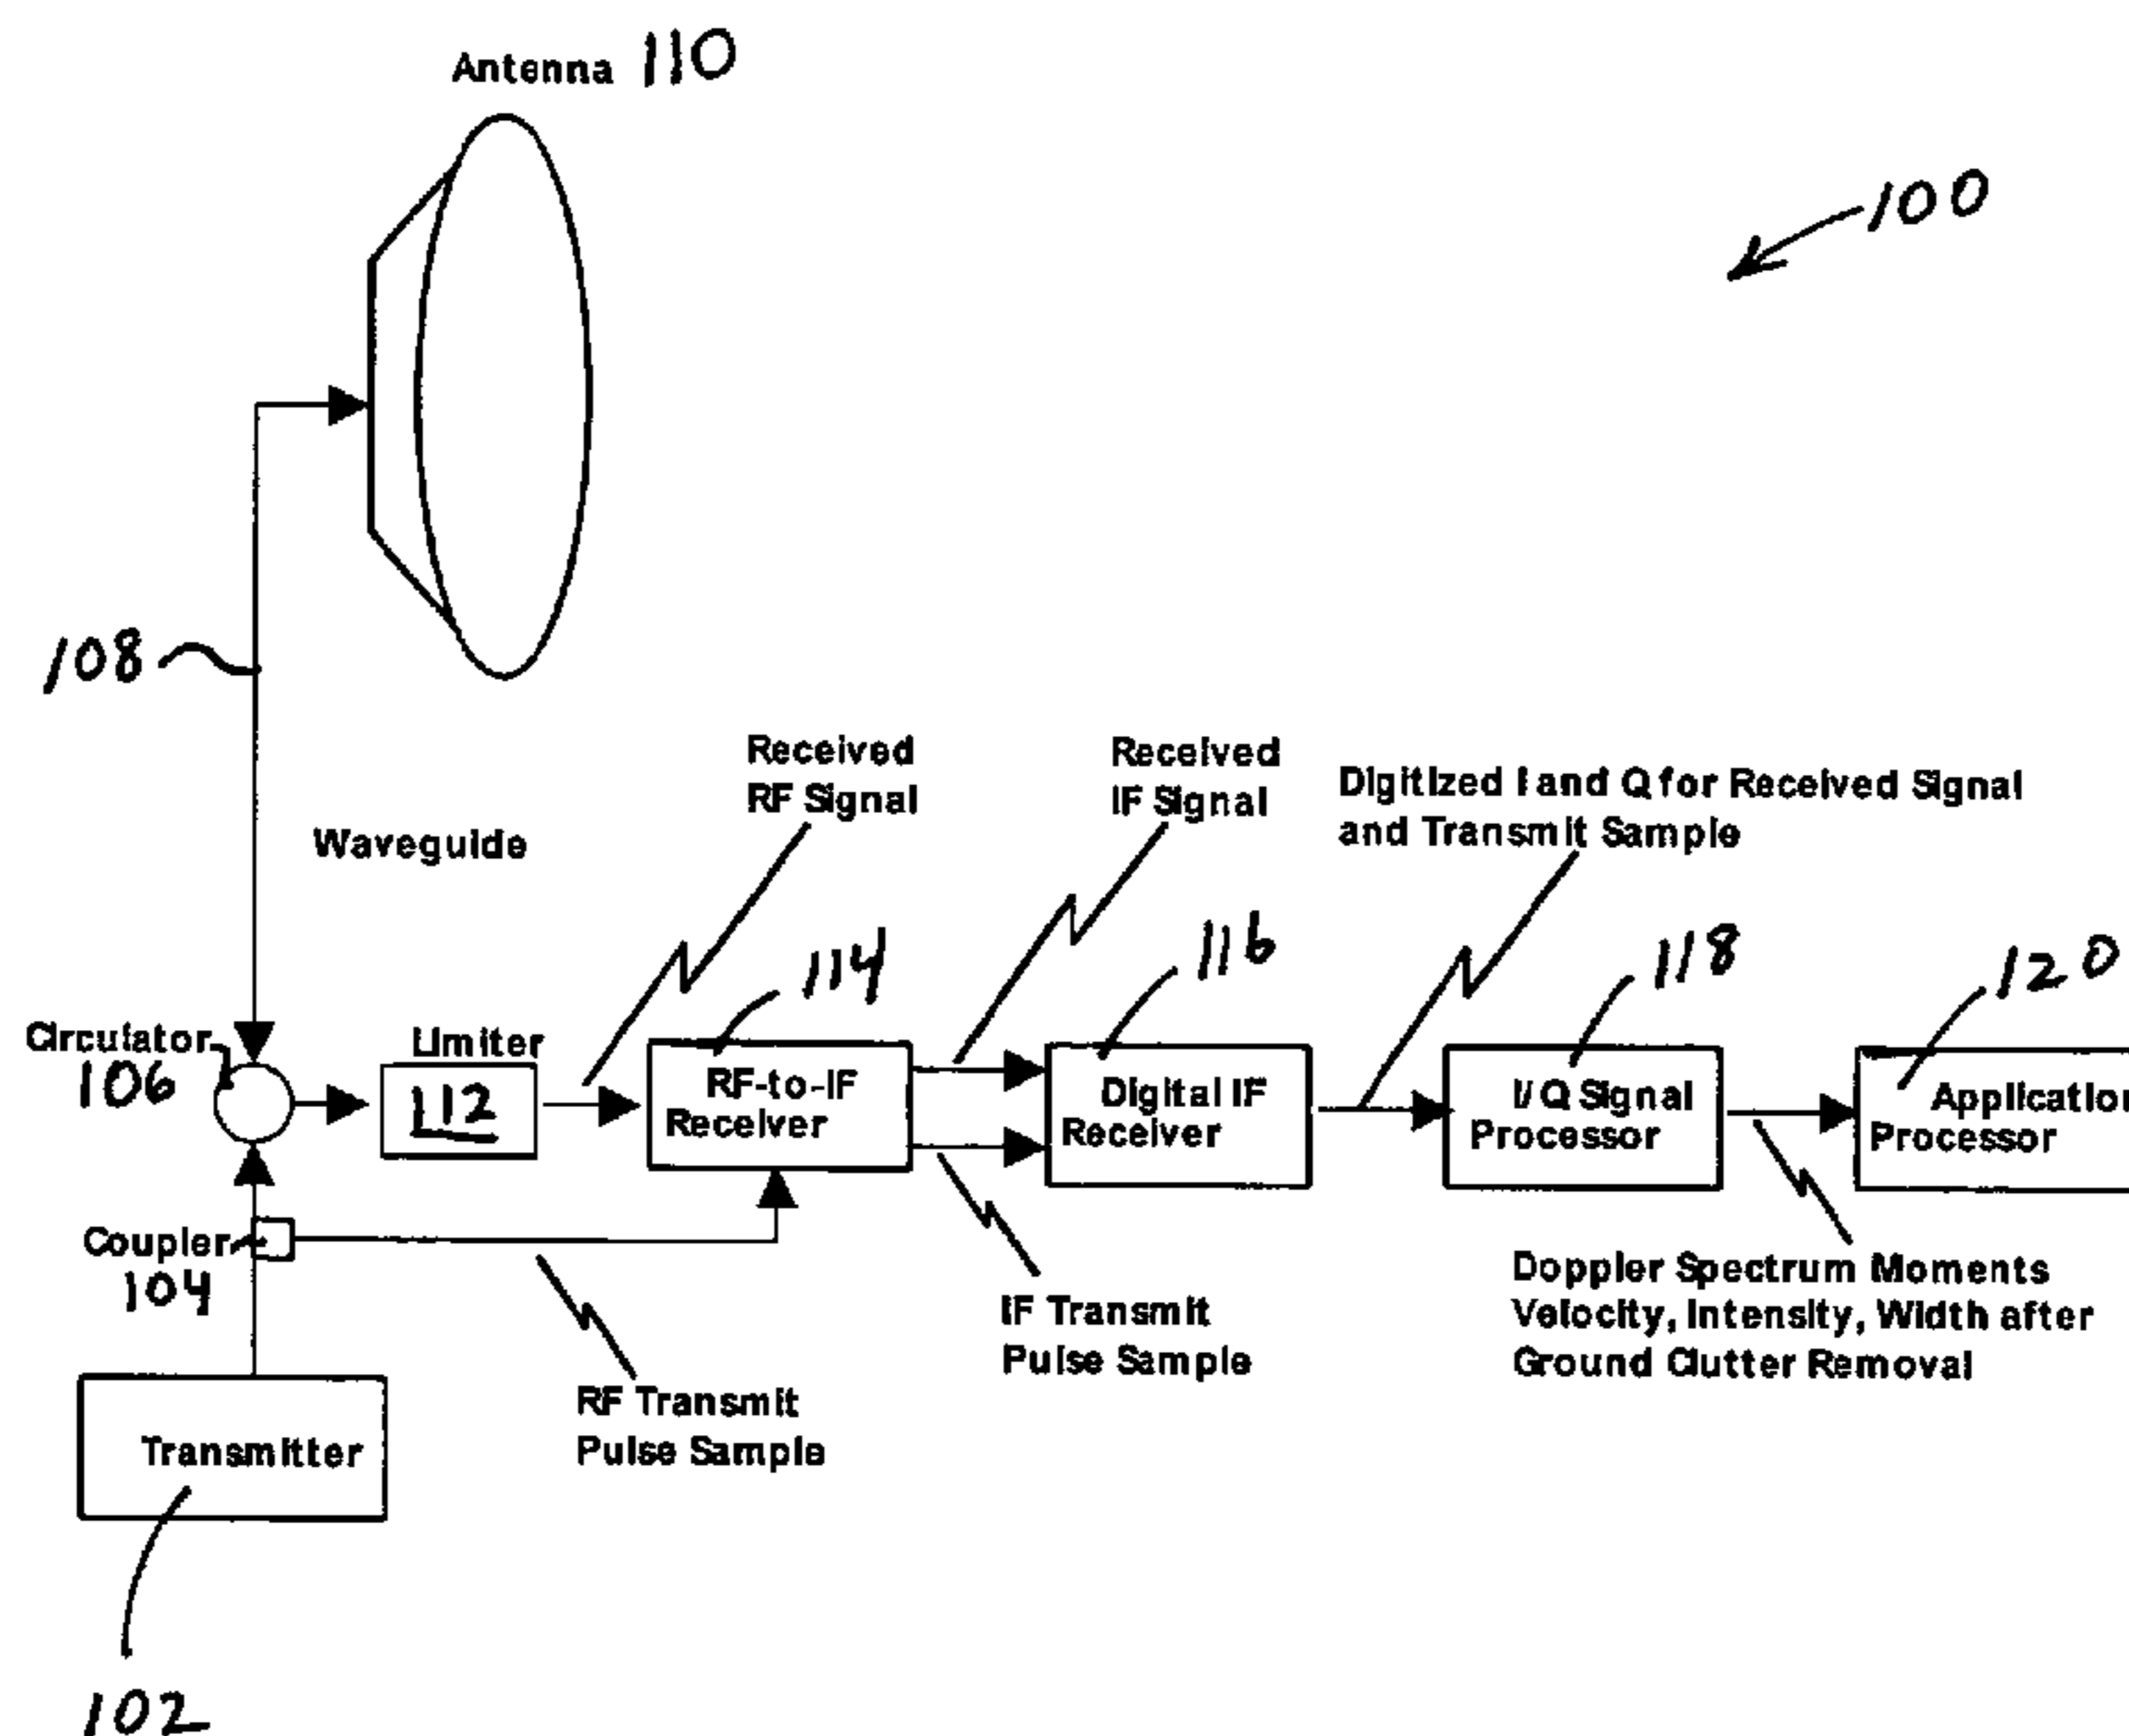 Antenna 110
100
108
Received
RF Signal
Received
IF Signal
Digitized I and Q for Received Signal
and Transmit Sample
Waveguide
114
116
118
120
Circulator
106
Limiter
112
RF-to-IF
Receiver
Digital IF
Receiver
I/Q Signal
Processor
Application
Processor
Coupler
104
IF Transmit
Pulse Sample
Doppler Spectrum Moments
Velocity, Intensity, Width after
Ground Clutter Removal
RF Transmit
Pulse Sample
Transmitter
102